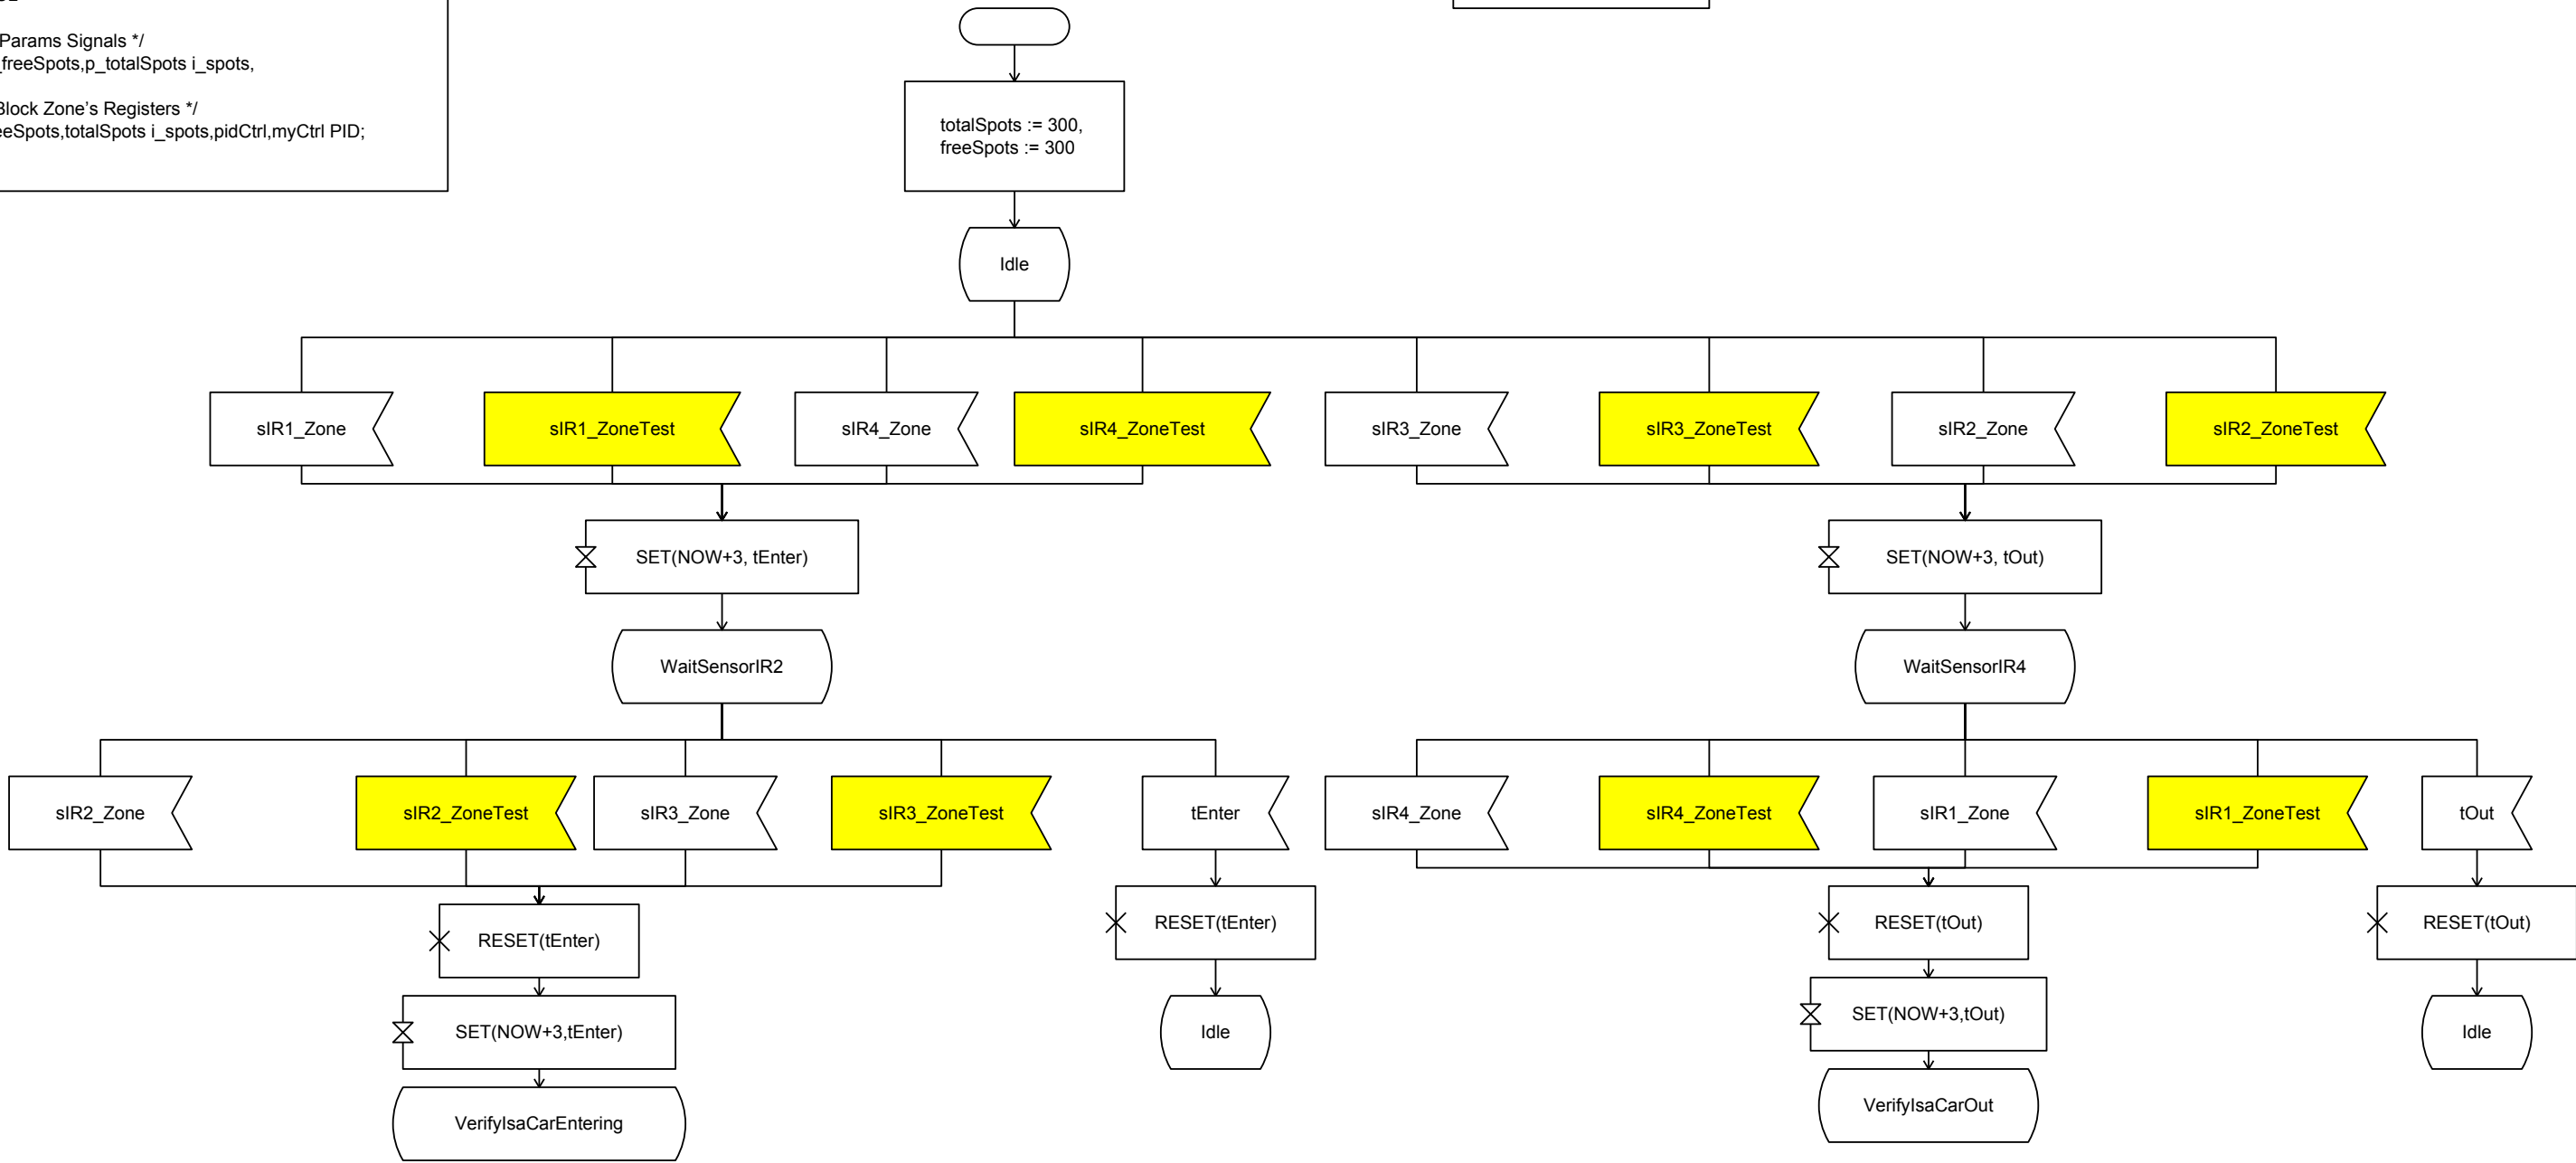 Params Signals */
freeSpots,p_totalSpots i_spots,
Block Zone's Registers */
eeSpots,totalSpots i_spots,pidCtrl,myCtrl PID;
totalSpots := 300,
freeSpots := 300
Idle
sIR1_Zone
sIR1_ZoneTest
sIR4_Zone
sIR4_ZoneTest
sIR3_Zone
sIR3_ZoneTest
sIR2_Zone
sIR2_ZoneTest
SET(NOW+3, tEnter)
SET(NOW+3, tOut)
WaitSensorIR2
WaitSensorIR4
sIR2_Zone
sIR2_ZoneTest
sIR3_Zone
sIR3_ZoneTest
tEnter
sIR4_Zone
sIR4_ZoneTest
sIR1_Zone
sIR1_ZoneTest
tOut
RESET(tEnter)
RESET(tEnter)
RESET(tOut)
RESET(tOut)
SET(NOW+3,tEnter)
Idle
SET(NOW+3,tOut)
Idle
VerifyIsaCarEntering
VerifyIsaCarOut